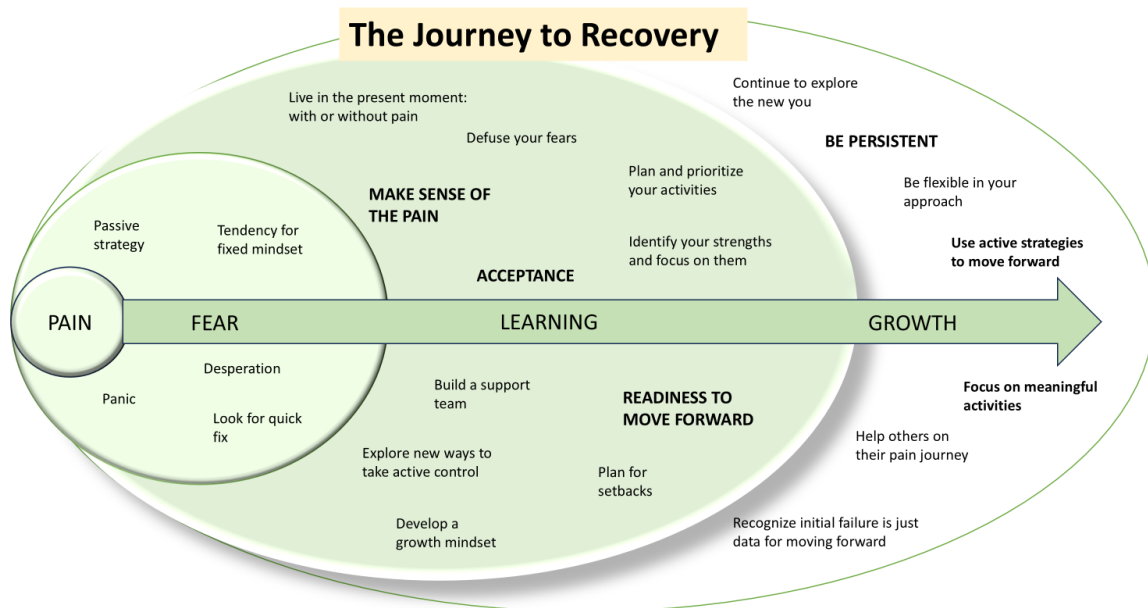 The Journey to Recovery
Live in the present moment:
with or without pain
Defuse your fears
Continue to explore
the new you
BE PERSISTENT
Plan and prioritize
your activities
Be flexible in your
approach
MAKE SENSE OF
THE PAIN
Passive
strategy
Tendency for
fixed mindset
Identify your strengths
and focus on them
Use active strategies
to move forward
ACCEPTANCE
PAIN
FEAR
LEARNING
GROWTH
Desperation
Panic
Look for quick
fix
Build a support
team
READINESS TO
MOVE FORWARD
Focus on meaningful
activities
Explore new ways to
take active control
Plan for
setbacks
Help others on
their pain journey
Develop a
growth mindset
Recognize initial failure is just
data for moving forward